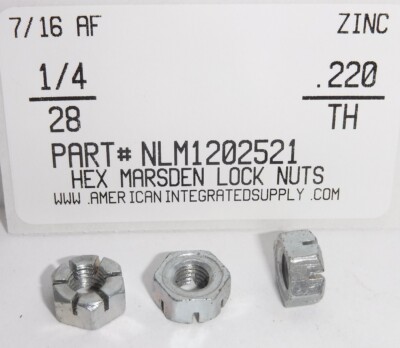 7/16 AF ZINC
1/4 .220
28 TH
PART# NLM1202521
HEX MARSDEN LOCK NUTS
WWW.AMERICANINTEGRATEDSUPPLY.COM